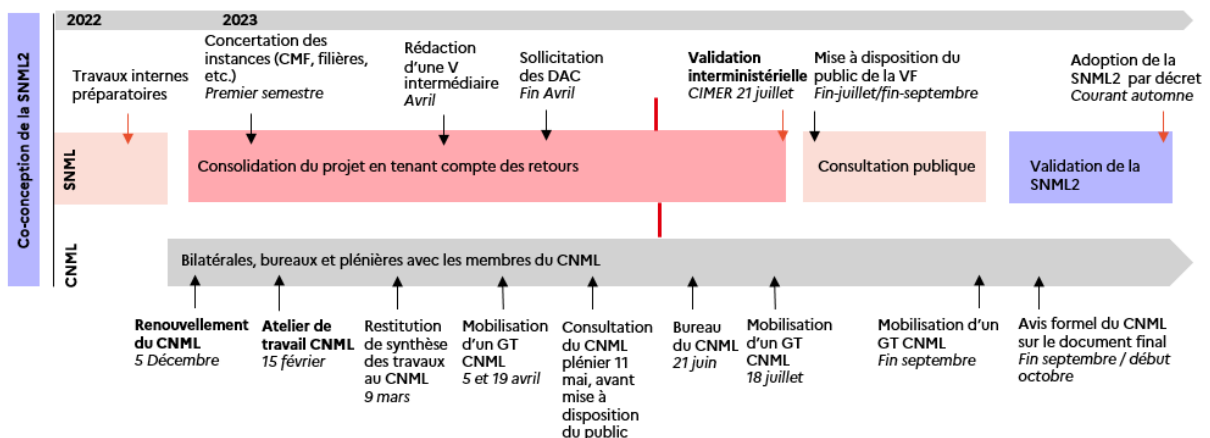 Co-conception de la SNML2
2022
2023
Travaux internes
préparatoires
Concertation des
instances (CMF, filières,
etc.)
Premier semestre
Rédaction
d'une V
intermédiaire
Avril
Sollicitation
des DAC
Fin Avril
Validation
interministérielle
CIMER 21 juillet
Mise à disposition du
public de la VF
Fin-juillet/fin-septembre
Adoption de la
SNML2 par décret
Courant automne
SNML
Consolidation du projet en tenant compte des retours
Consultation publique
Validation de la
SNML2
CNML
Bilatérales, bureaux et plénières avec les membres du CNML
Renouvellement
du CNML
5 Décembre
Atelier de
travail CNML
15 février
Restitution
de synthèse
des travaux
au CNML
9 mars
Mobilisation
d'un GT
CNML
5 et 19 avril
Consultation
du CNML
plénier 11
mai, avant
mise à
disposition
du public
Bureau
du CNML
21 juin
Mobilisation
d'un GT
CNML
18 juillet
Mobilisation d'un
GT CNML
Fin septembre
Avis formel du CNML
sur le document final
Fin septembre / début
octobre